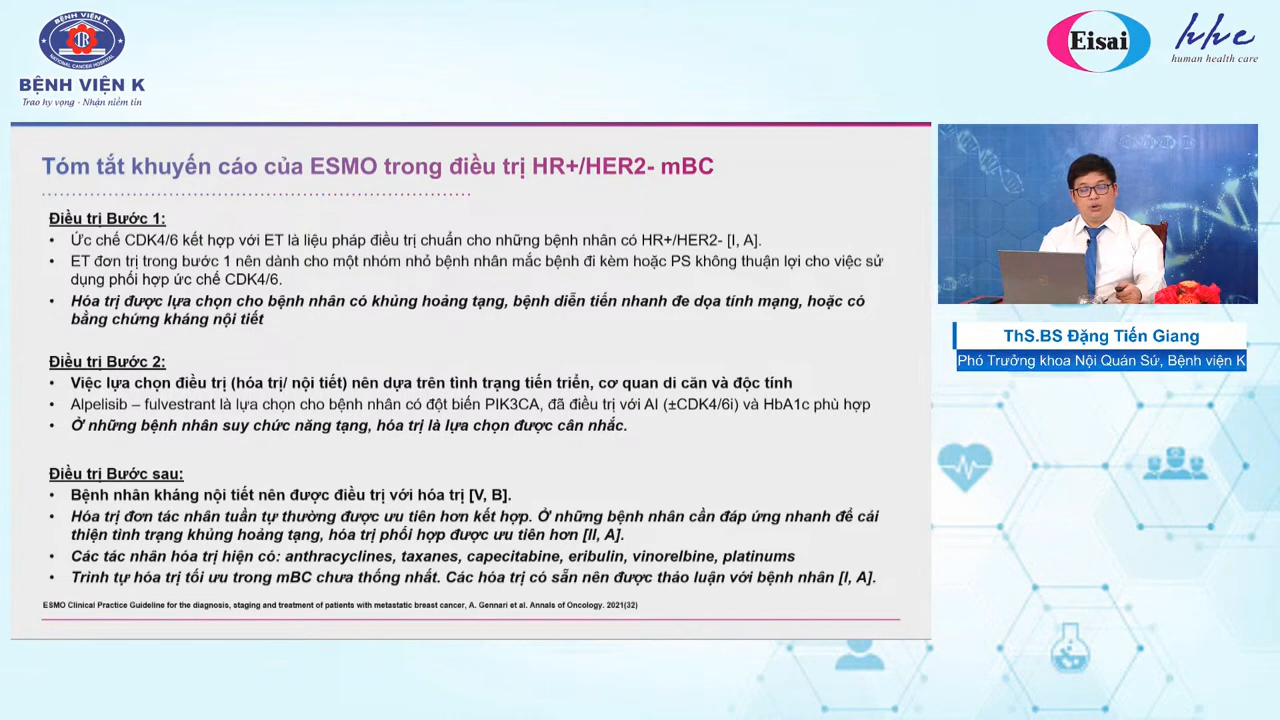 BỆNH VIỆN K
NATIONAL CANCER HOSPITAL
BỆNH VIỆN K
Trao hy vọng - Nhận niềm tin
Eisai
hhc
human health care
Tóm tắt khuyến cáo của ESMO trong điều trị HR+/HER2- mBC
Điều trị Bước 1:
• Ức chế CDK4/6 kết hợp với ET là liệu pháp điều trị chuẩn cho những bệnh nhân có HR+/HER2- [I, A].
• ET đơn trị trong bước 1 nên dành cho một nhóm nhỏ bệnh nhân mắc bệnh đi kèm hoặc PS không thuận lợi cho việc sử
dụng phối hợp ức chế CDK4/6.
• Hóa trị được lựa chọn cho bệnh nhân có khủng hoảng tạng, bệnh diễn tiến nhanh đe dọa tính mạng, hoặc có
bằng chứng kháng nội tiết
Điều trị Bước 2:
• Việc lựa chọn điều trị (hóa trị/ nội tiết) nên dựa trên tình trạng tiến triển, cơ quan di căn và độc tính
• Alpelisib – fulvestrant là lựa chọn cho bệnh nhân có đột biến PIK3CA, đã điều trị với AI (±CDK4/6i) và HbA1c phù hợp
• Ở những bệnh nhân suy chức năng tạng, hóa trị là lựa chọn được cân nhắc.
Điều trị Bước sau:
• Bệnh nhân kháng nội tiết nên được điều trị với hóa trị [V, B].
• Hóa trị đơn tác nhân tuần tự thường được ưu tiên hơn kết hợp. Ở những bệnh nhân cần đáp ứng nhanh để cải
thiện tình trạng khủng hoảng tạng, hóa trị phối hợp được ưu tiên hơn [II, A].
• Các tác nhân hóa trị hiện có: anthracyclines, taxanes, capecitabine, eribulin, vinorelbine, platinums
• Trình tự hóa trị tối ưu trong mBC chưa thống nhất. Các hóa trị có sẵn nên được thảo luận với bệnh nhân [I, A].
ESMO Clinical Practice Guideline for the diagnosis, staging and treatment of patients with metastatic breast cancer, A. Gennari et al. Annals of Oncology. 2021(32)
ThS.BS Đặng Tiến Giang
Phó Trưởng khoa Nội Quán Sứ, Bệnh viện K